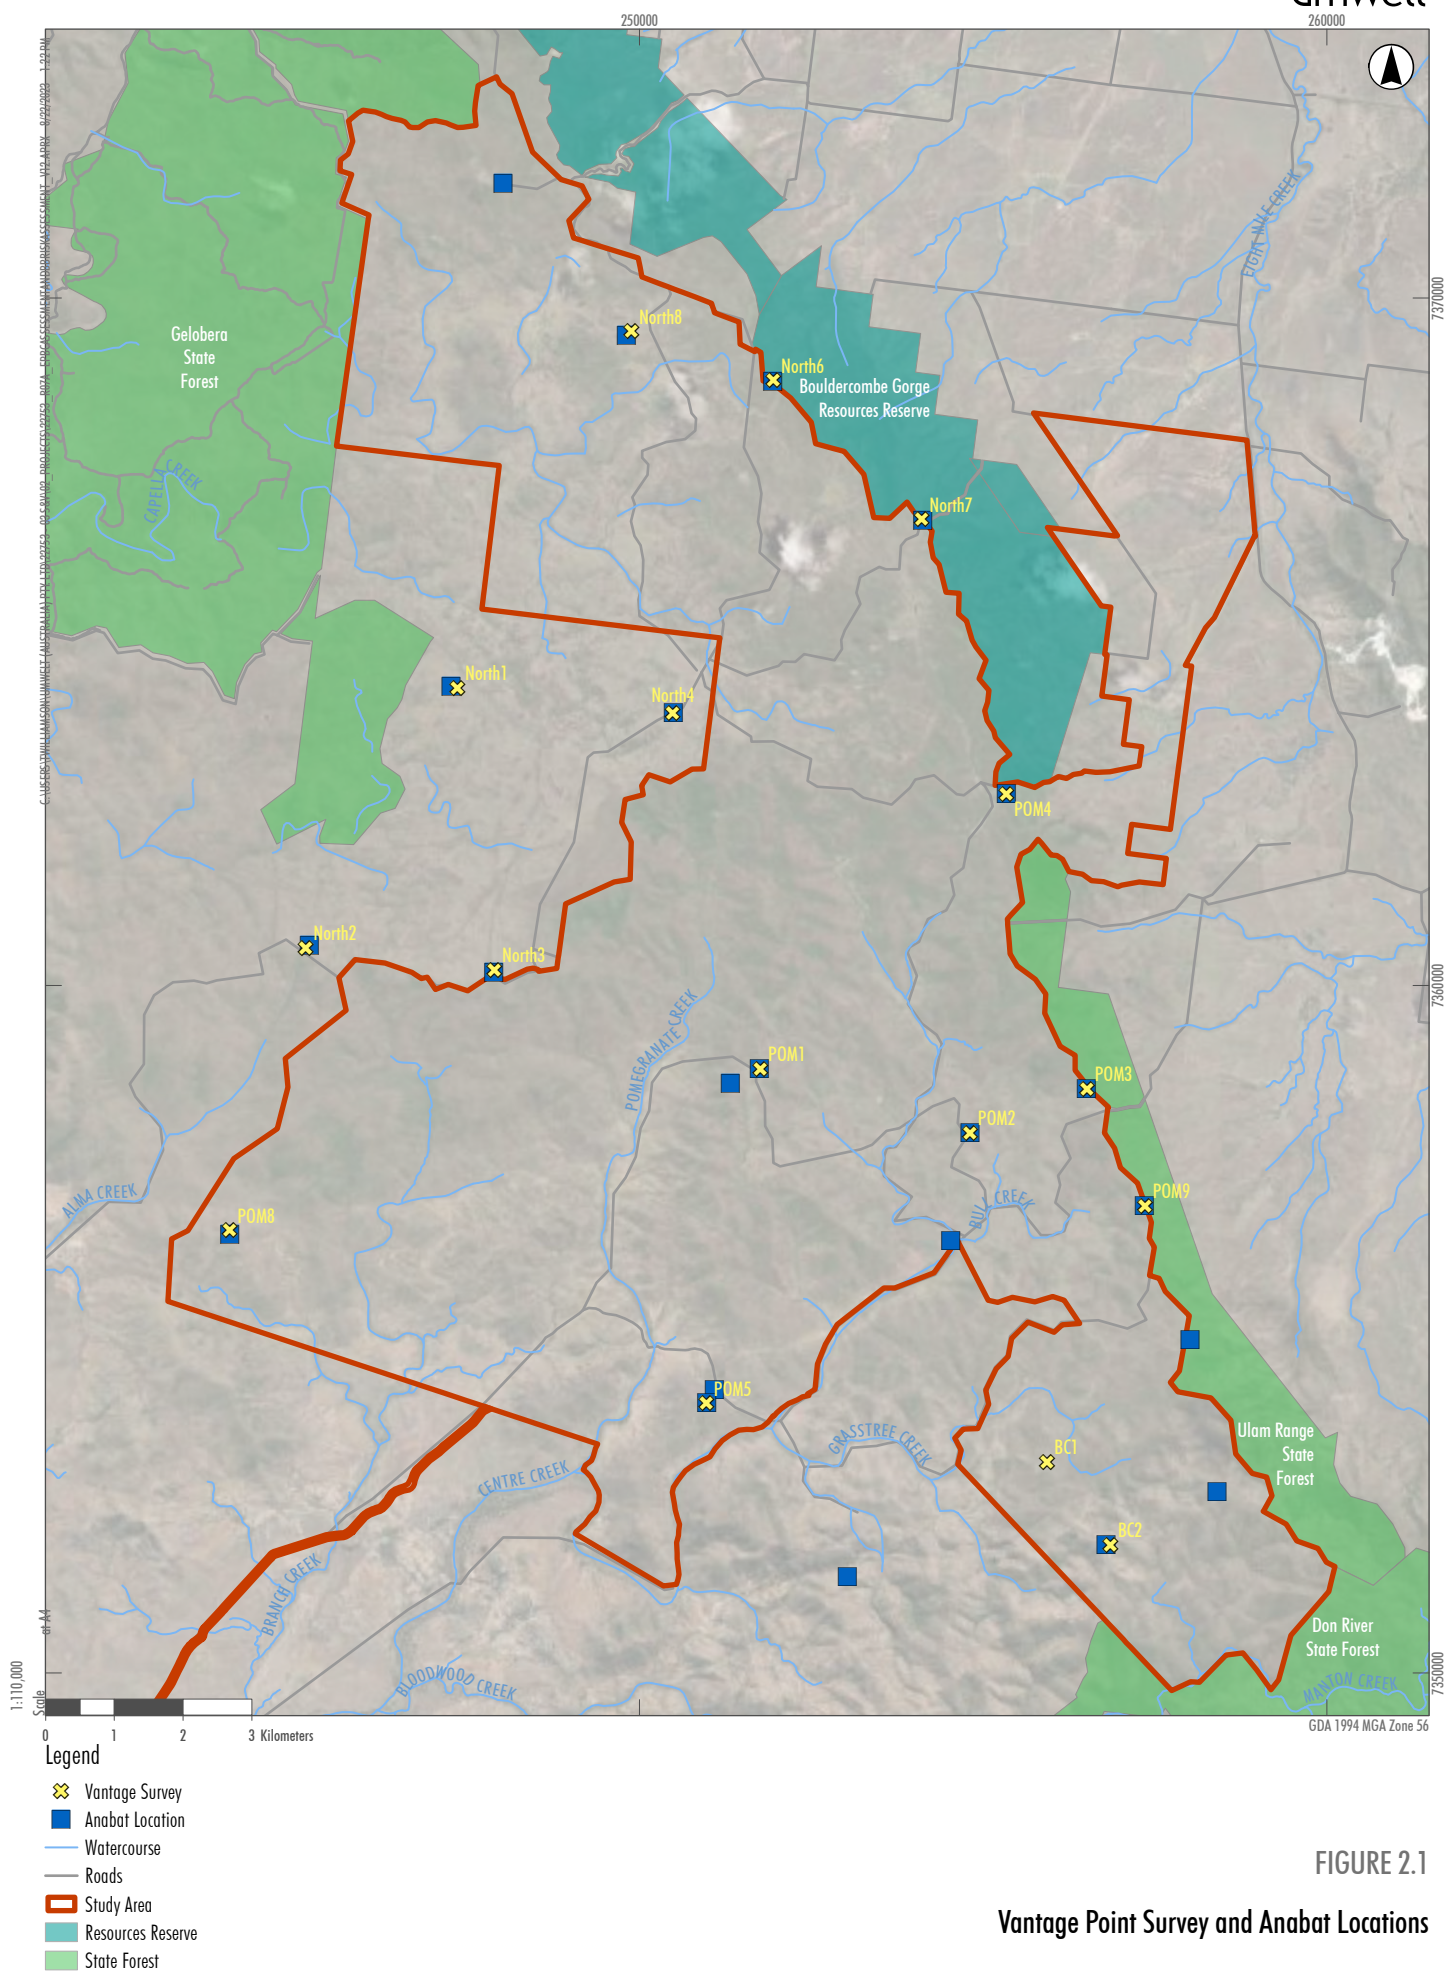 250000
260000
7370000
7360000
7350000
Gelobera
State
Forest
CAPELLA CREEK
EIGHT MILE CREEK
North8
North6
Bouldercombe Gorge
Resources Reserve
North7
North1
North4
POM4
North2
North3
POMEGRANATE CREEK
POM1
POM3
POM2
ALMA CREEK
POM9
BULL CREEK
POM8
POM5
GRASSTREE CREEK
CENTRE CREEK
BC1
Ulam Range
State
Forest
BC2
BRANCH CREEK
Don River
State Forest
BLOODWOOD CREEK
MANTON CREEK
Scale 1:110,000 at A4
0 1 2 3 Kilometers
GDA 1994 MGA Zone 56
Legend
Vantage Survey
Anabat Location
Watercourse
Roads
Study Area
Resources Reserve
State Forest
FIGURE 2.1
Vantage Point Survey and Anabat Locations